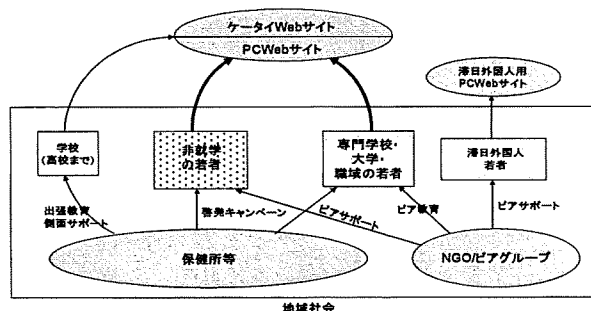 ケータイWebサイト
PCWebサイト
滞日外国人用
PCWebサイト
学校
(高校まで)
非就学
の若者
専門学校・
大学・
職域の若者
滞日外国人
若者
出張教育
側面サポート
啓発キャンペーン
ピアサポート
ピア教育
ピアサポート
保健所等
NGO/ピアグループ
地域社会